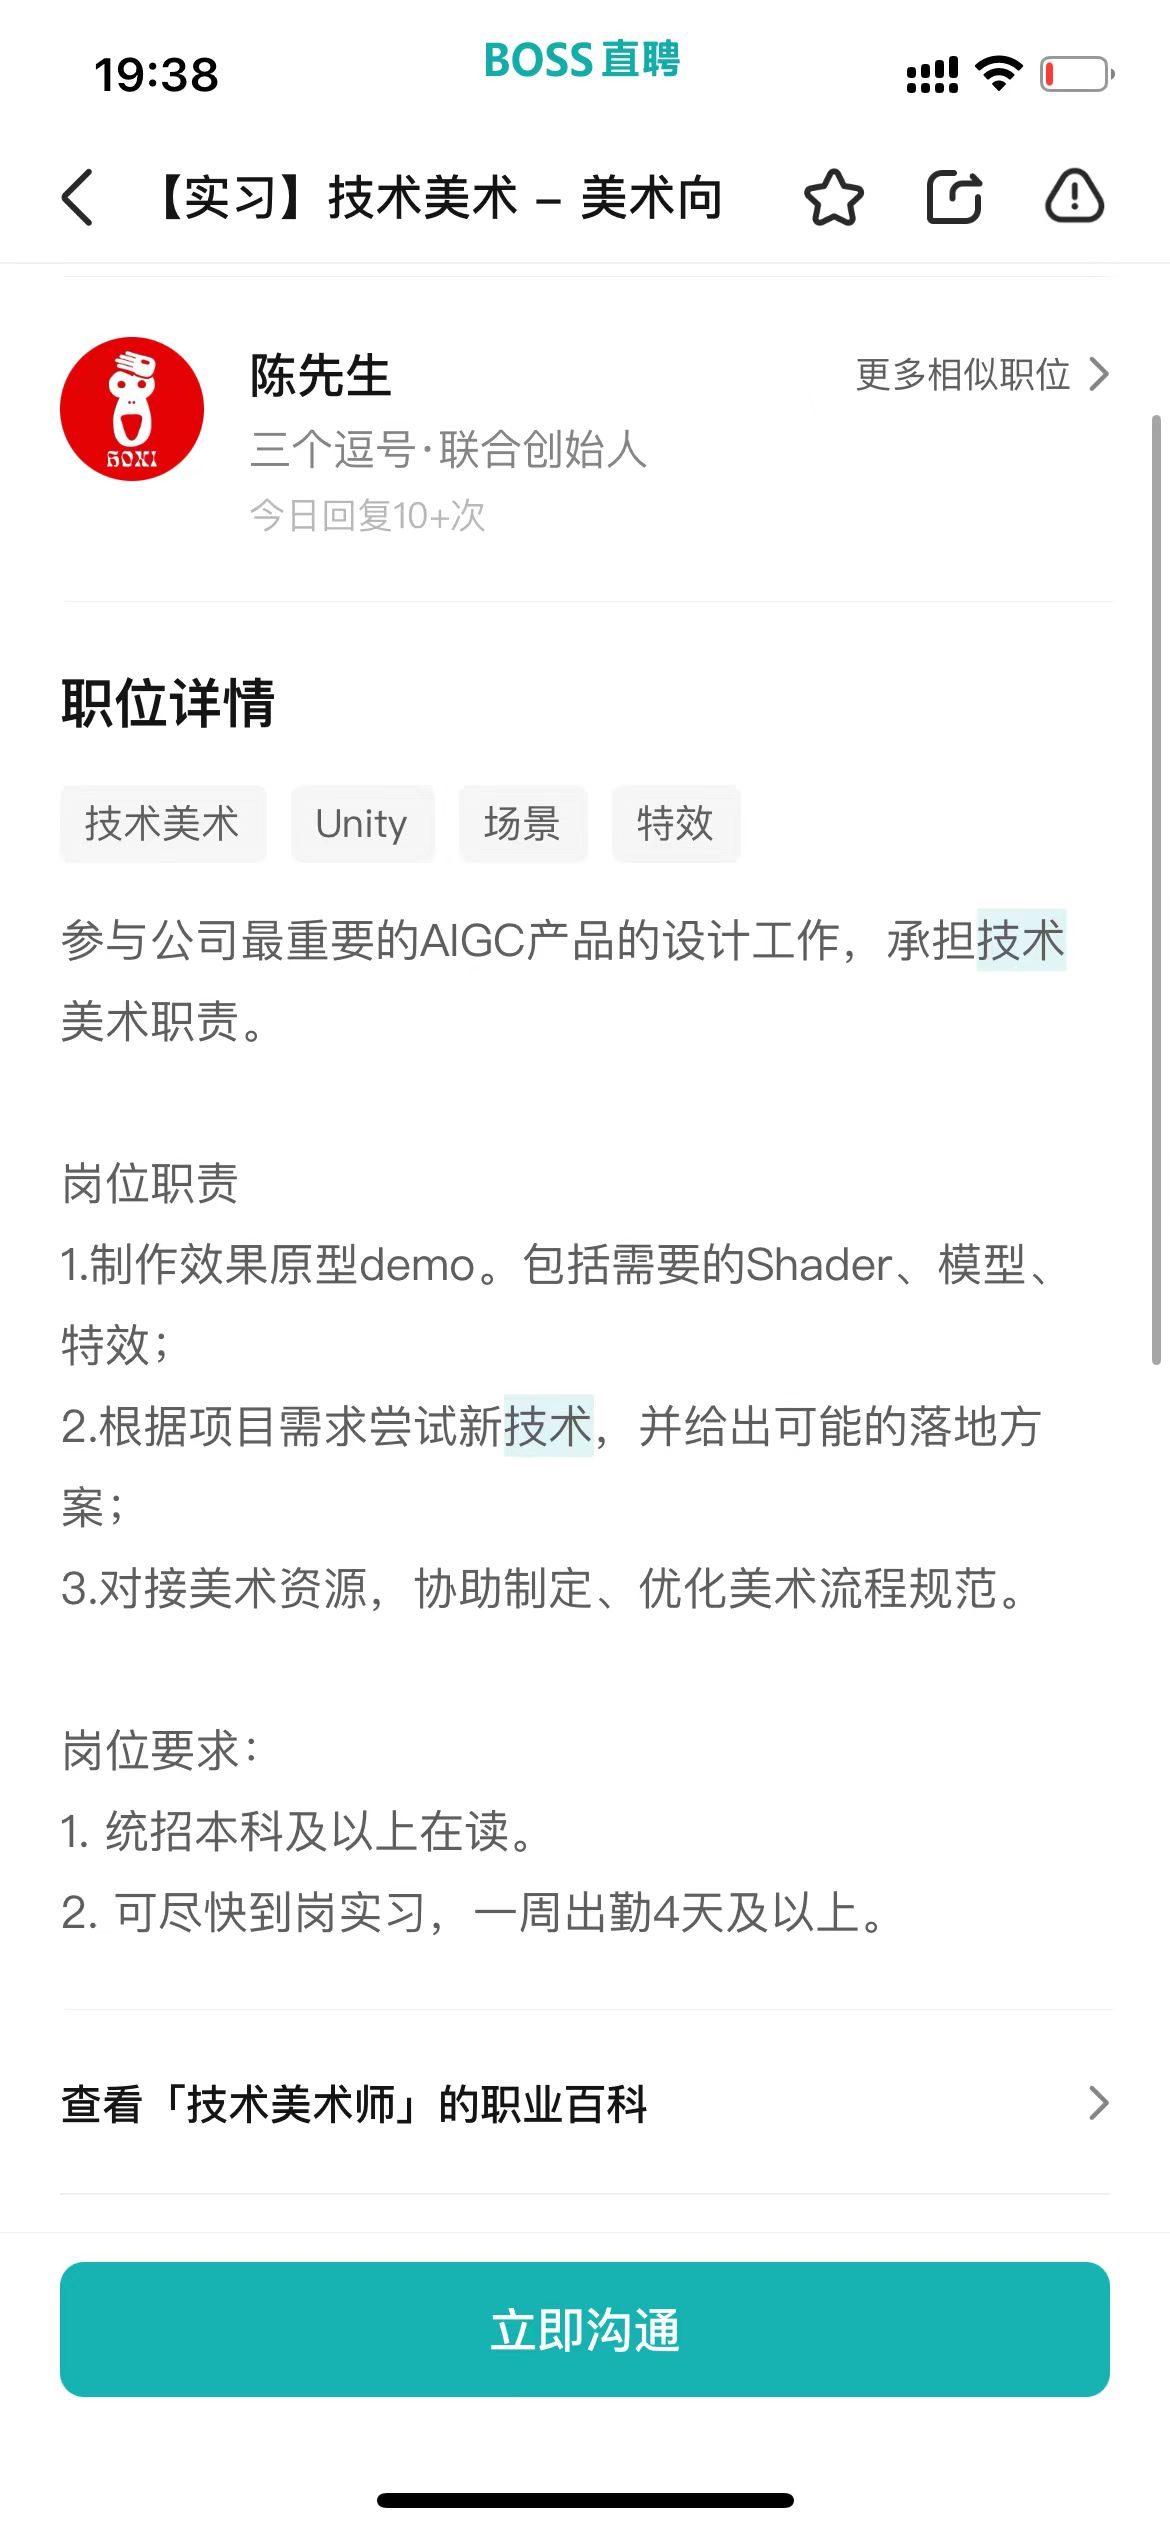 19:38
BOSS 直聘
【实习】技术美术 – 美术向
HOXI
陈先生
更多相似职位
三个逗号·联合创始人
今日回复10+次
职位详情
技术美术 Unity 场景 特效
参与公司最重要的AIGC产品的设计工作，承担技术
美术职责。
岗位职责
1.制作效果原型demo。包括需要的Shader、模型、
特效；
2.根据项目需求尝试新技术，并给出可能的落地方
案；
3.对接美术资源，协助制定、优化美术流程规范。
岗位要求：
1. 统招本科及以上在读。
2. 可尽快到岗实习，一周出勤4天及以上。
查看「技术美术师」的职业百科
立即沟通